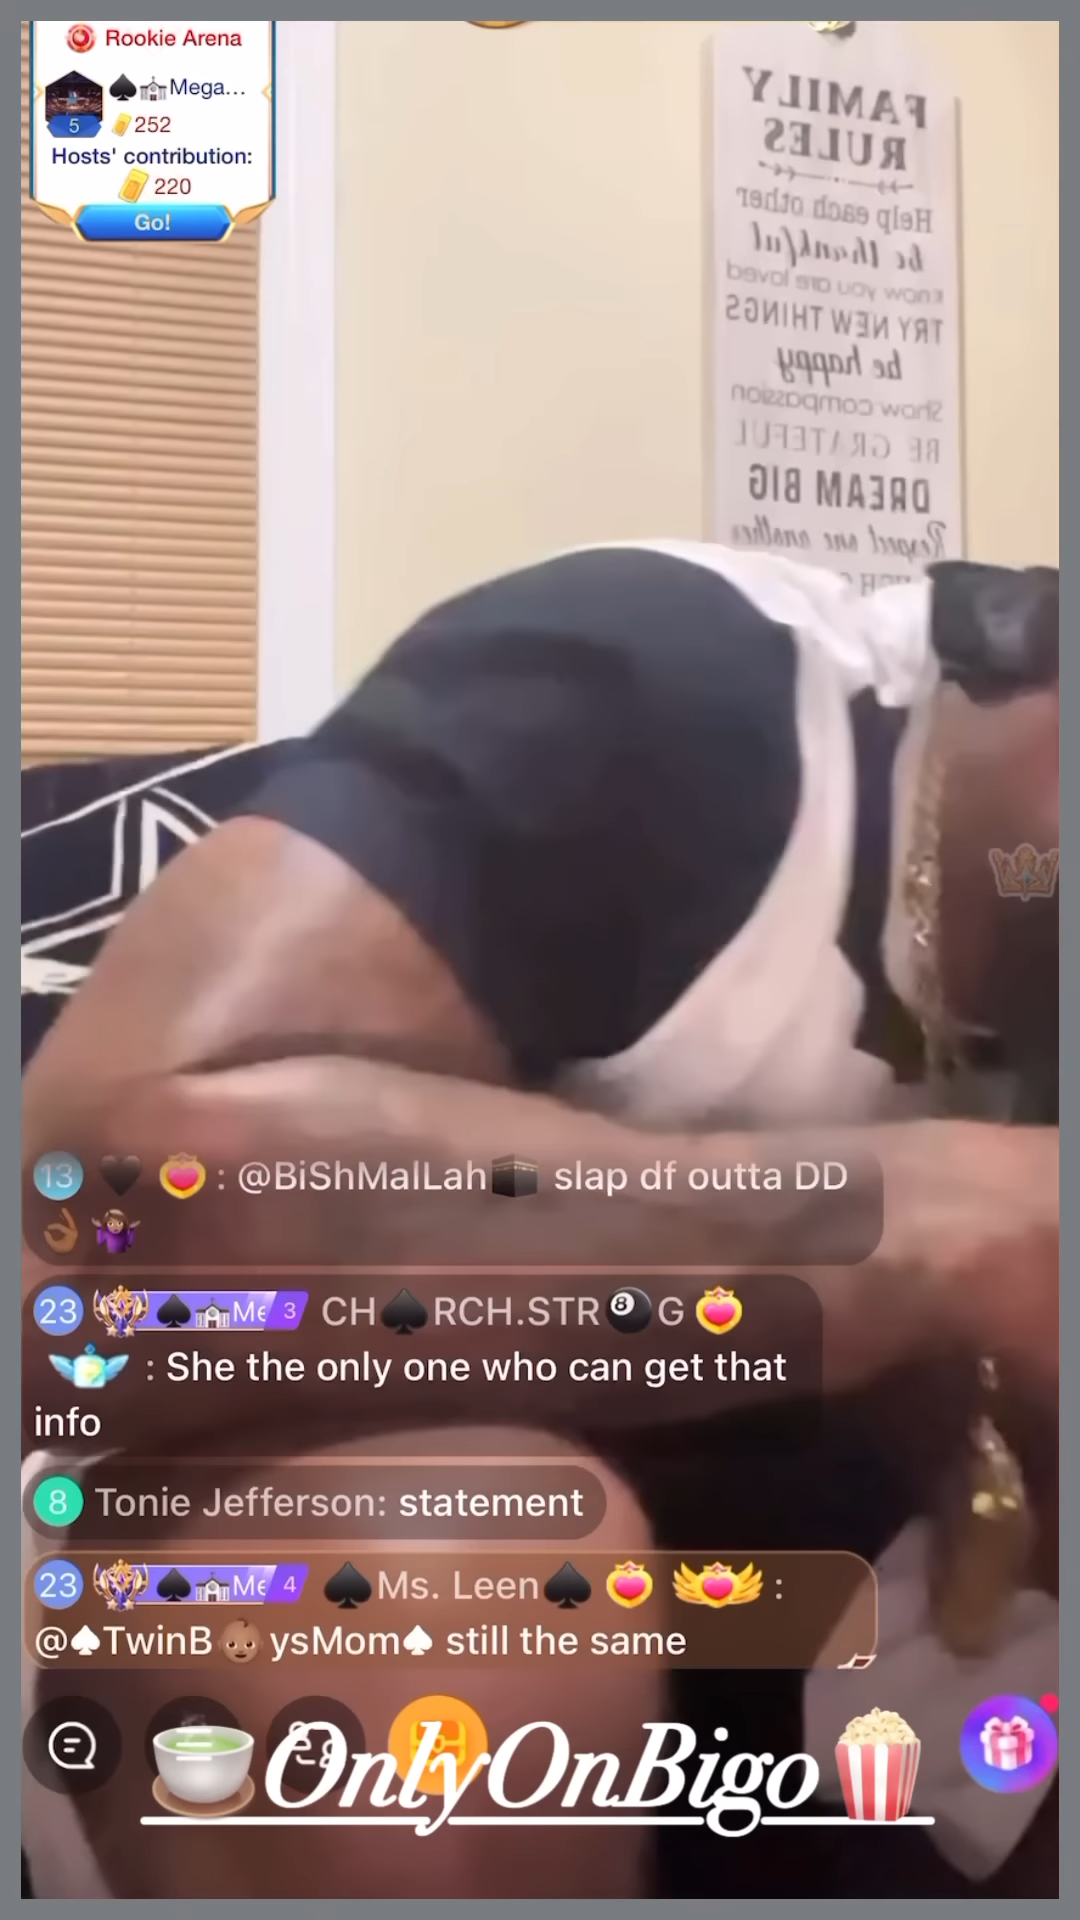 Rookie Arena
♠️⛪Mega...
5
252
Hosts' contribution:
220
Go!
FAMILY
RULES
Help each other
be thankful
know you are loved
TRY NEW THINGS
be happy
Show compassion
BE GRATEFUL
DREAM BIG
Respect one another
13 🖤 : @BiShMalLah🕋 slap df outta DD
👌🏾🤷🏽‍♀️
23 ♠️⛪Me 3 CH♠️RCH.STR🎱G
: She the only one who can get that
info
8 Tonie Jefferson: statement
23 ♠️⛪Me 4 ♠️Ms. Leen♠️ :
@♠️TwinB👶🏽ysMom♠️ still the same
🍵OnlyOnBigo🍿